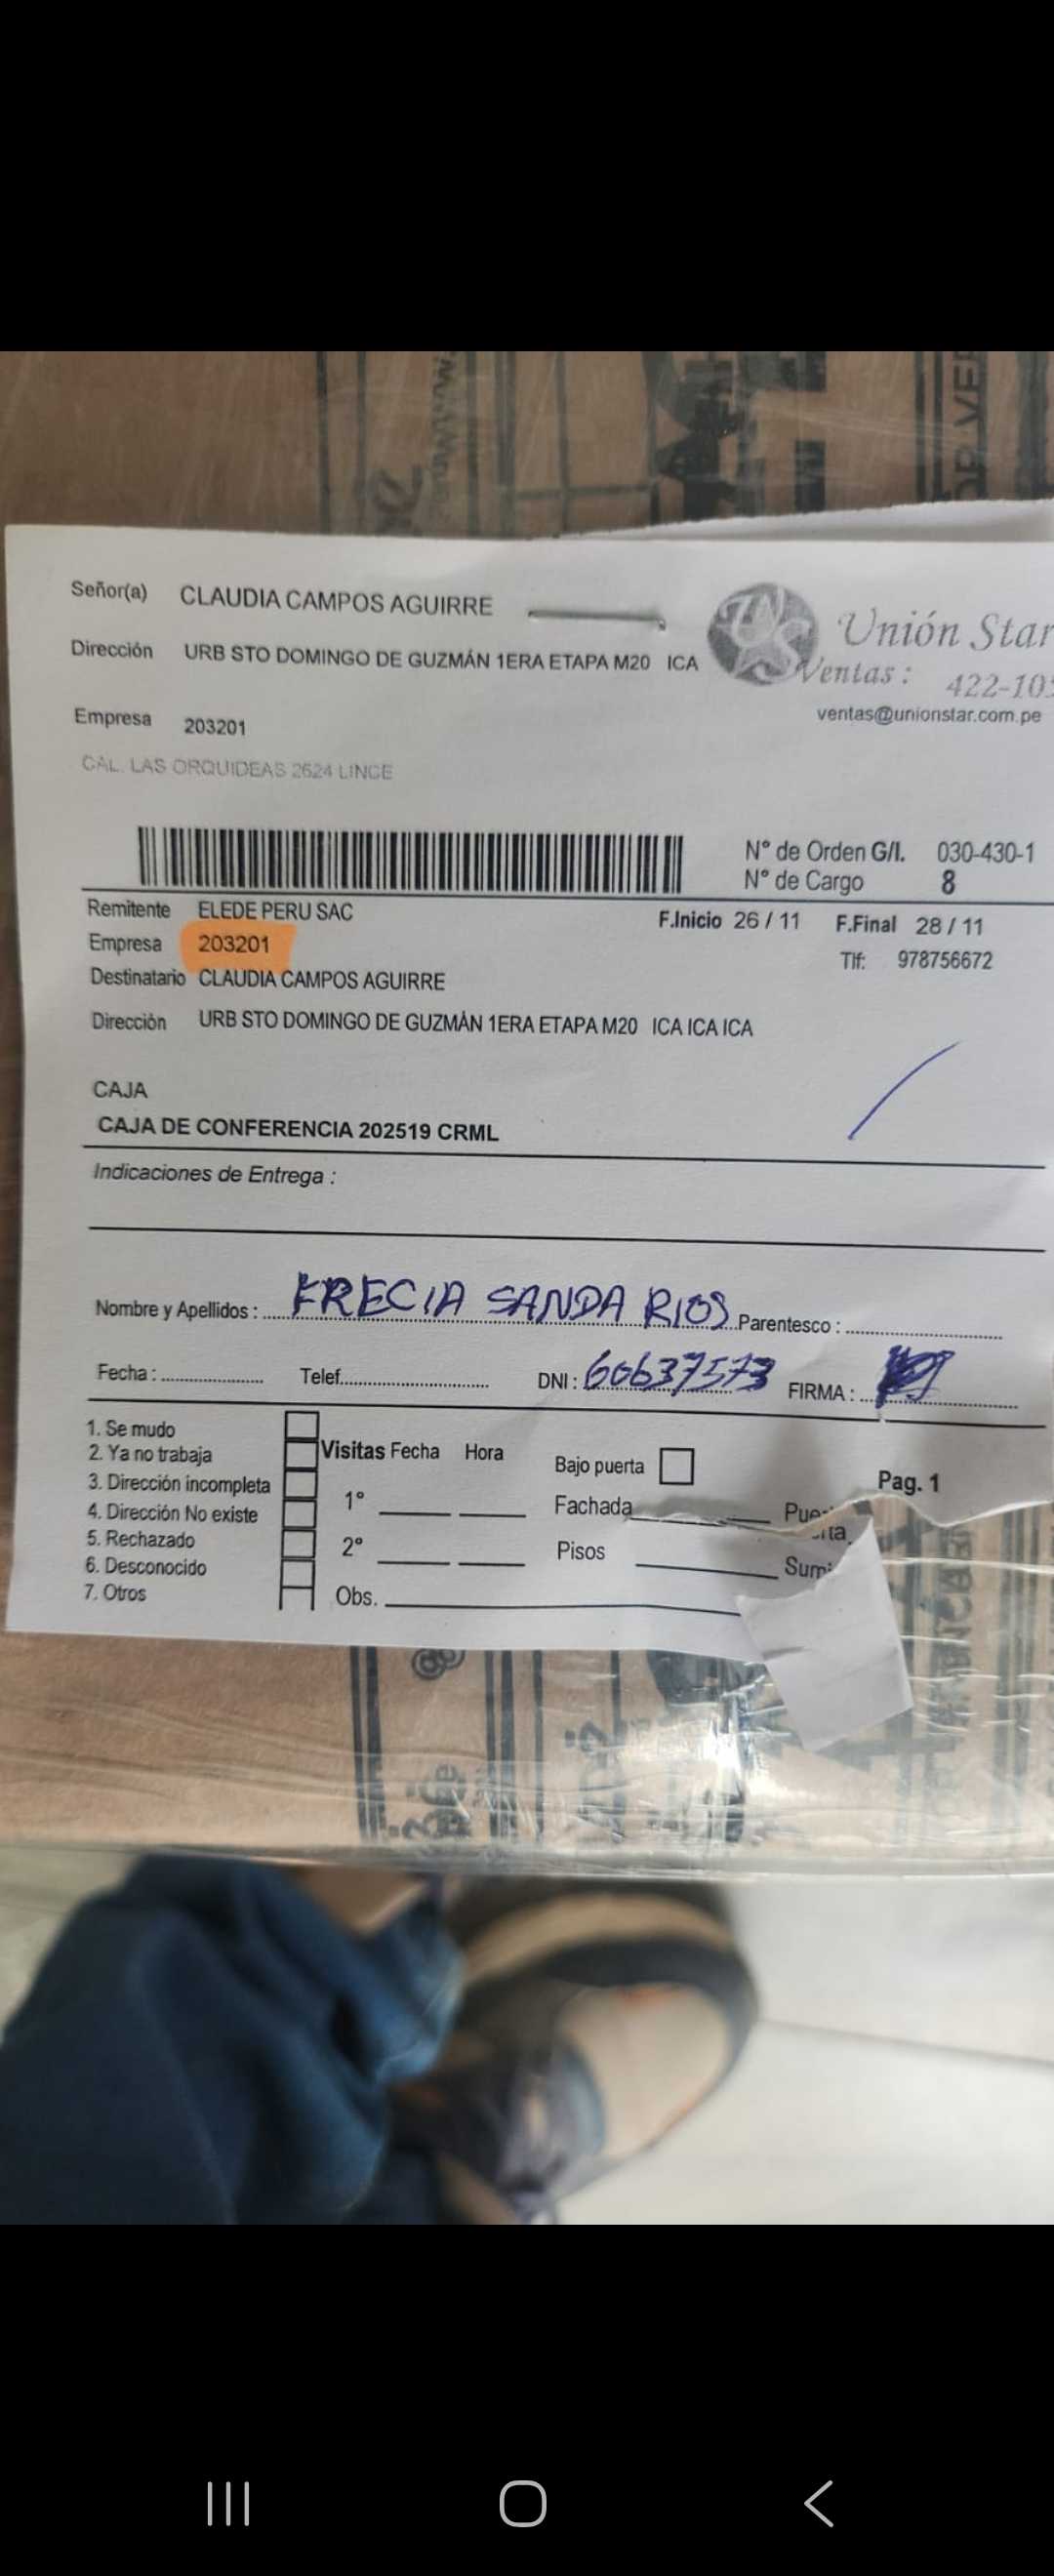 Señor(a) CLAUDIA CAMPOS AGUIRRE
Unión Star
Dirección URB STO DOMINGO DE GUZMÁN 1ERA ETAPA M20 ICA
Ventas : 422-10
ventas@unionstar.com.pe
Empresa 203201
CAL. LAS ORQUIDEAS 2624 LINCE
N° de Orden G/I. 030-430-1
N° de Cargo 8
Remitente ELEDE PERU SAC
F.Inicio 26 / 11 F.Final 28 / 11
Empresa 203201
Tlf: 978756672
Destinatario CLAUDIA CAMPOS AGUIRRE
Dirección URB STO DOMINGO DE GUZMÁN 1ERA ETAPA M20 ICA ICA ICA
CAJA
CAJA DE CONFERENCIA 202519 CRML
Indicaciones de Entrega :
Nombre y Apellidos : FRECIA SANDA RIOS Parentesco :
Fecha : Telef. DNI : 60637573 FIRMA :
1. Se mudo
2. Ya no trabaja
3. Dirección incompleta
4. Dirección No existe
5. Rechazado
6. Desconocido
7. Otros
Visitas Fecha Hora
1°
2°
Obs.
Bajo puerta
Fachada
Pisos
Pag. 1